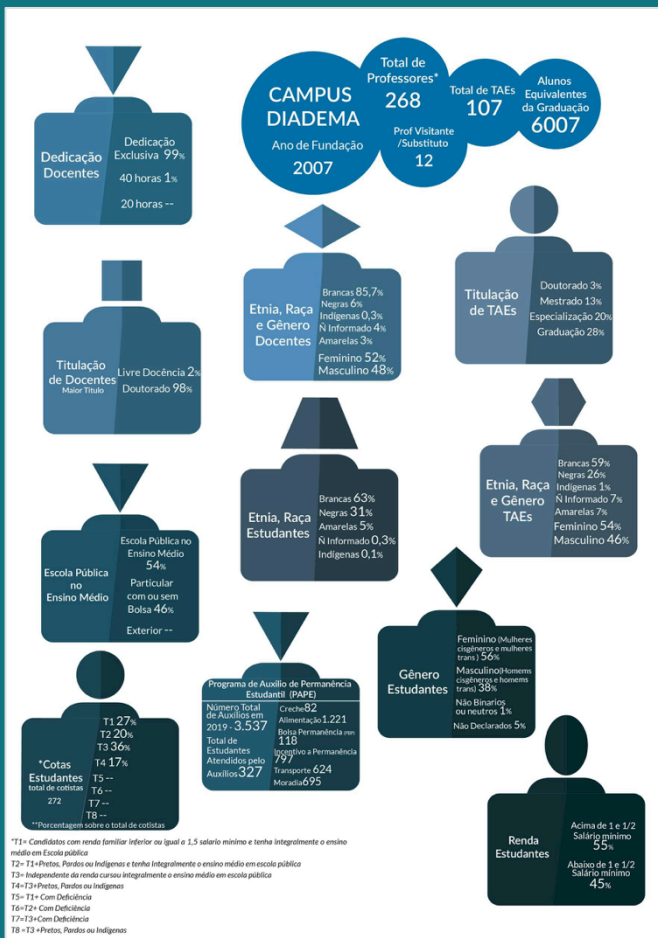 CAMPUS
DIADEMA
Ano de Fundação
2007
Total de
Professores*
268
Prof Visitante
/Substituto
12
Total de TAEs
107
Alunos
Equivalentes
da Graduação
6007
Dedicação
Docentes
Dedicação
Exclusiva 99%
40 horas 1%
20 horas --
Etnia, Raça
e Gênero
Docentes
Brancas 85,7%
Negras 6%
Indígenas 0,3%
Ñ Informado 4%
Amarelas 3%
Feminino 52%
Masculino 48%
Titulação
de TAEs
Doutorado 3%
Mestrado 13%
Especialização 20%
Graduação 28%
Titulação
de Docentes
Maior Título
Livre Docência 2%
Doutorado 98%
Etnia, Raça
Estudantes
Brancas 63%
Negras 31%
Amarelas 5%
Ñ Informado 0,3%
Indígenas 0,1%
Etnia, Raça
e Gênero
TAEs
Brancas 59%
Negras 26%
Indígenas 1%
Ñ Informado 7%
Amarelas 7%
Feminino 54%
Masculino 46%
Escola Pública
no
Ensino Médio
Escola Pública no
Ensino Médio
54%
Particular
com ou sem
Bolsa 46%
Exterior --
Gênero
Estudantes
Feminino (Mulheres
cisgêneros e mulheres
trans ) 56%
Masculino(Homems
cisgêneros e homems
trans) 38%
Não Binarios
ou neutros 1%
Não Declarados 5%
*Cotas
Estudantes
total de cotistas
272
T1 27%
T2 20%
T3 36%
T4 17%
T5 --
T6 --
T7 --
T8 --
**Porcentagem sobre o total de cotistas
Programa de Auxílio de Permanência
Estudantil (PAPE)
Número Total
de Auxílios em
2019 - 3.537
Total de
Estudantes
Atendidos pelo
Auxílios 327
Creche 82
Alimentação 1.221
Bolsa Permanência
118
Incentivo a Permanência
797
Transporte 624
Moradia 695
Renda
Estudantes
Acima de 1 e 1/2
Salário mínimo
55%
Abaixo de 1 e 1/2
Salário mínimo
45%
*T1= Candidatos com renda familiar inferior ou igual a 1,5 salario mínimo e tenha integralmente o ensino
médio em Escola pública
T2= T1+Pretos, Pardos ou Indígenas e tenha Integralmente o ensino médio em escola pública
T3= Independente da renda cursou integralmente o ensino médio em escola pública
T4=T3+Pretos, Pardos ou Indígenas
T5= T1+ Com Deficiência
T6=T2+ Com Deficiência
T7=T3+Com Deficiência
T8 =T3 +Pretos, Pardos ou Indígenas